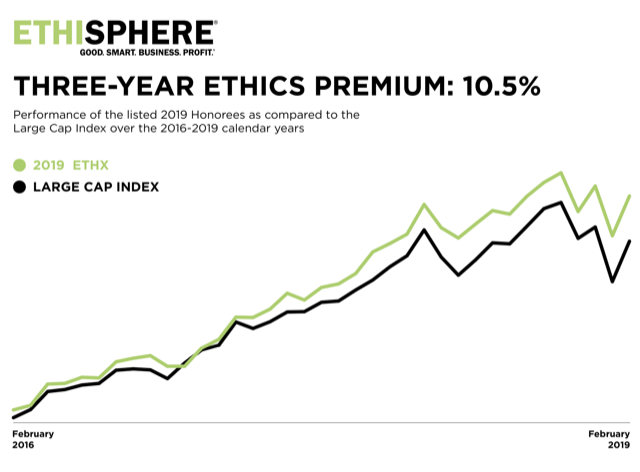 ETHISPHERE®
GOOD. SMART. BUSINESS. PROFIT.®
THREE-YEAR ETHICS PREMIUM: 10.5%
Performance of the listed 2019 Honorees as compared to the
Large Cap Index over the 2016-2019 calendar years
2019 ETHX
LARGE CAP INDEX
February
2016
February
2019